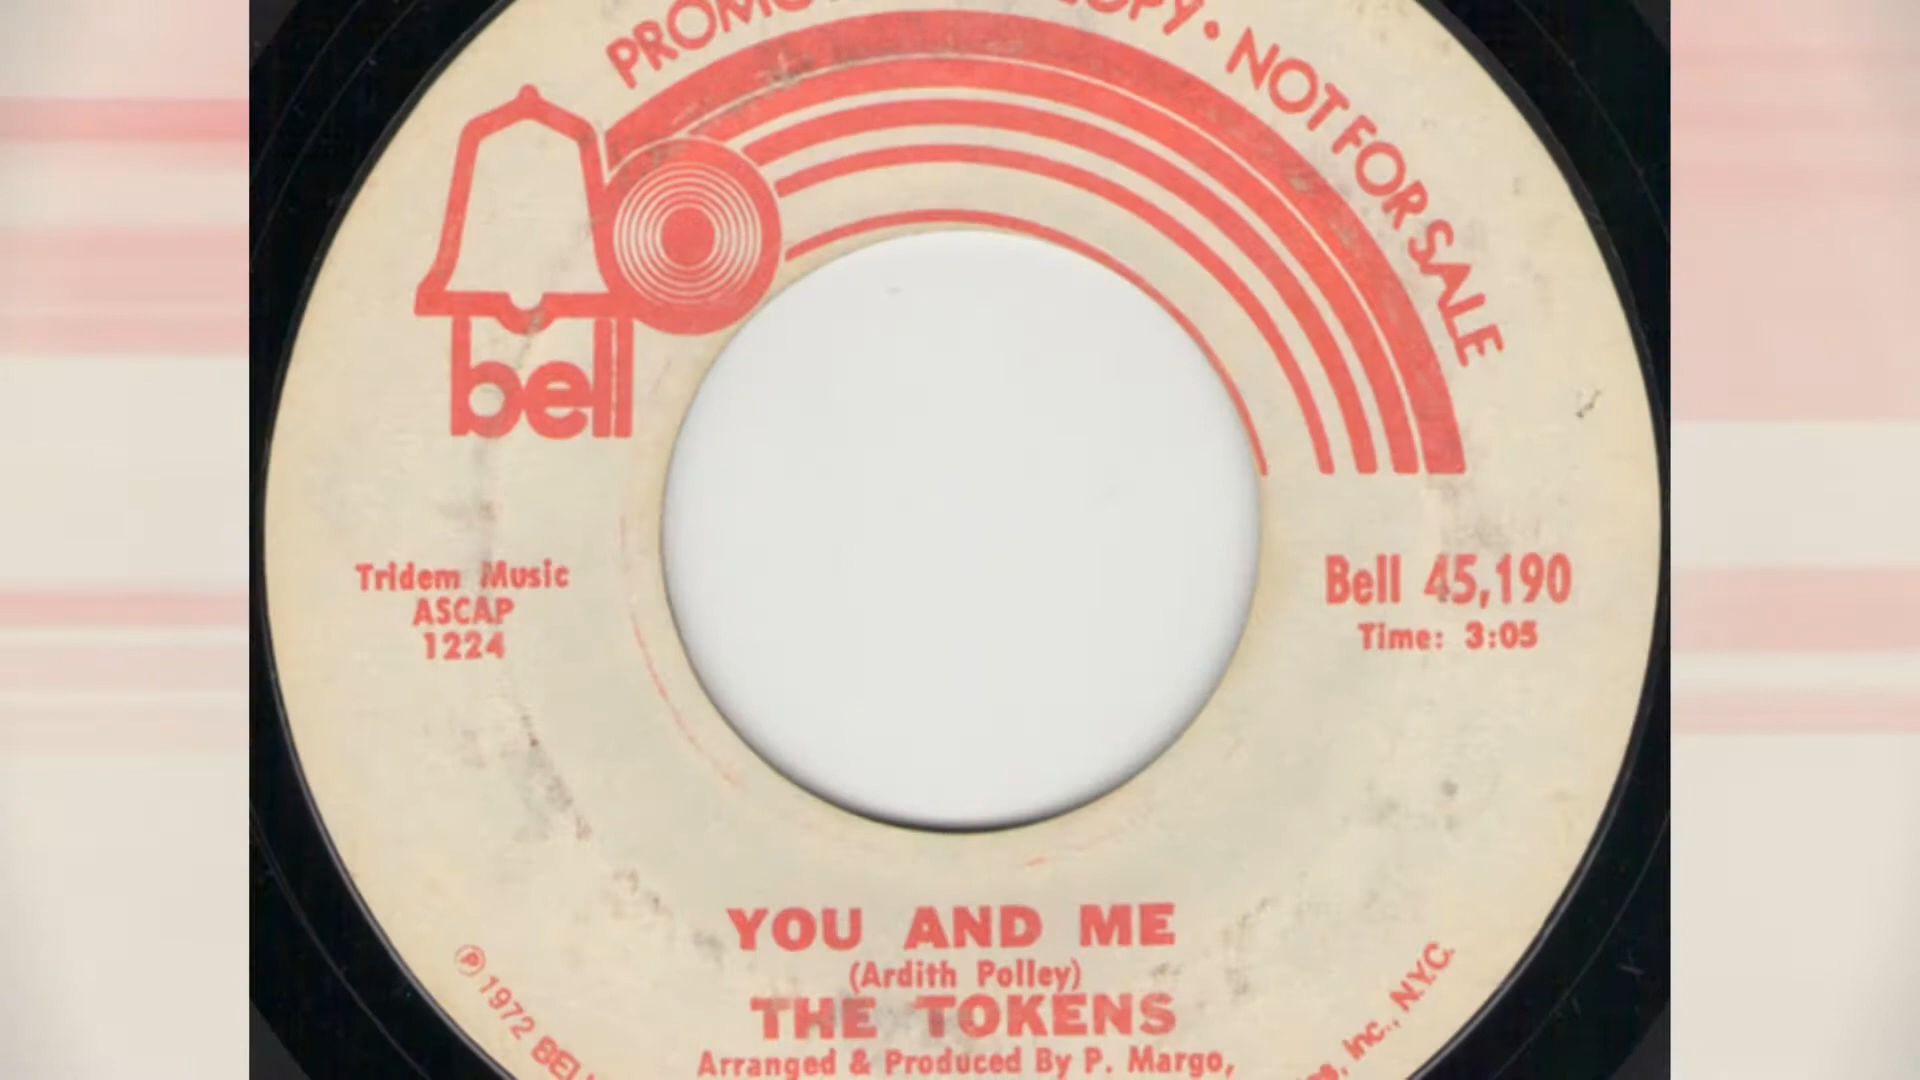 NOT FOR SALE
bell
Tridem Music
ASCAP
1224
Bell 45,190
Time: 3:05
YOU AND ME
(Ardith Polley)
THE TOKENS
Arranged & Produced By P. Margo,
℗ 1972
Inc., N.Y.C.